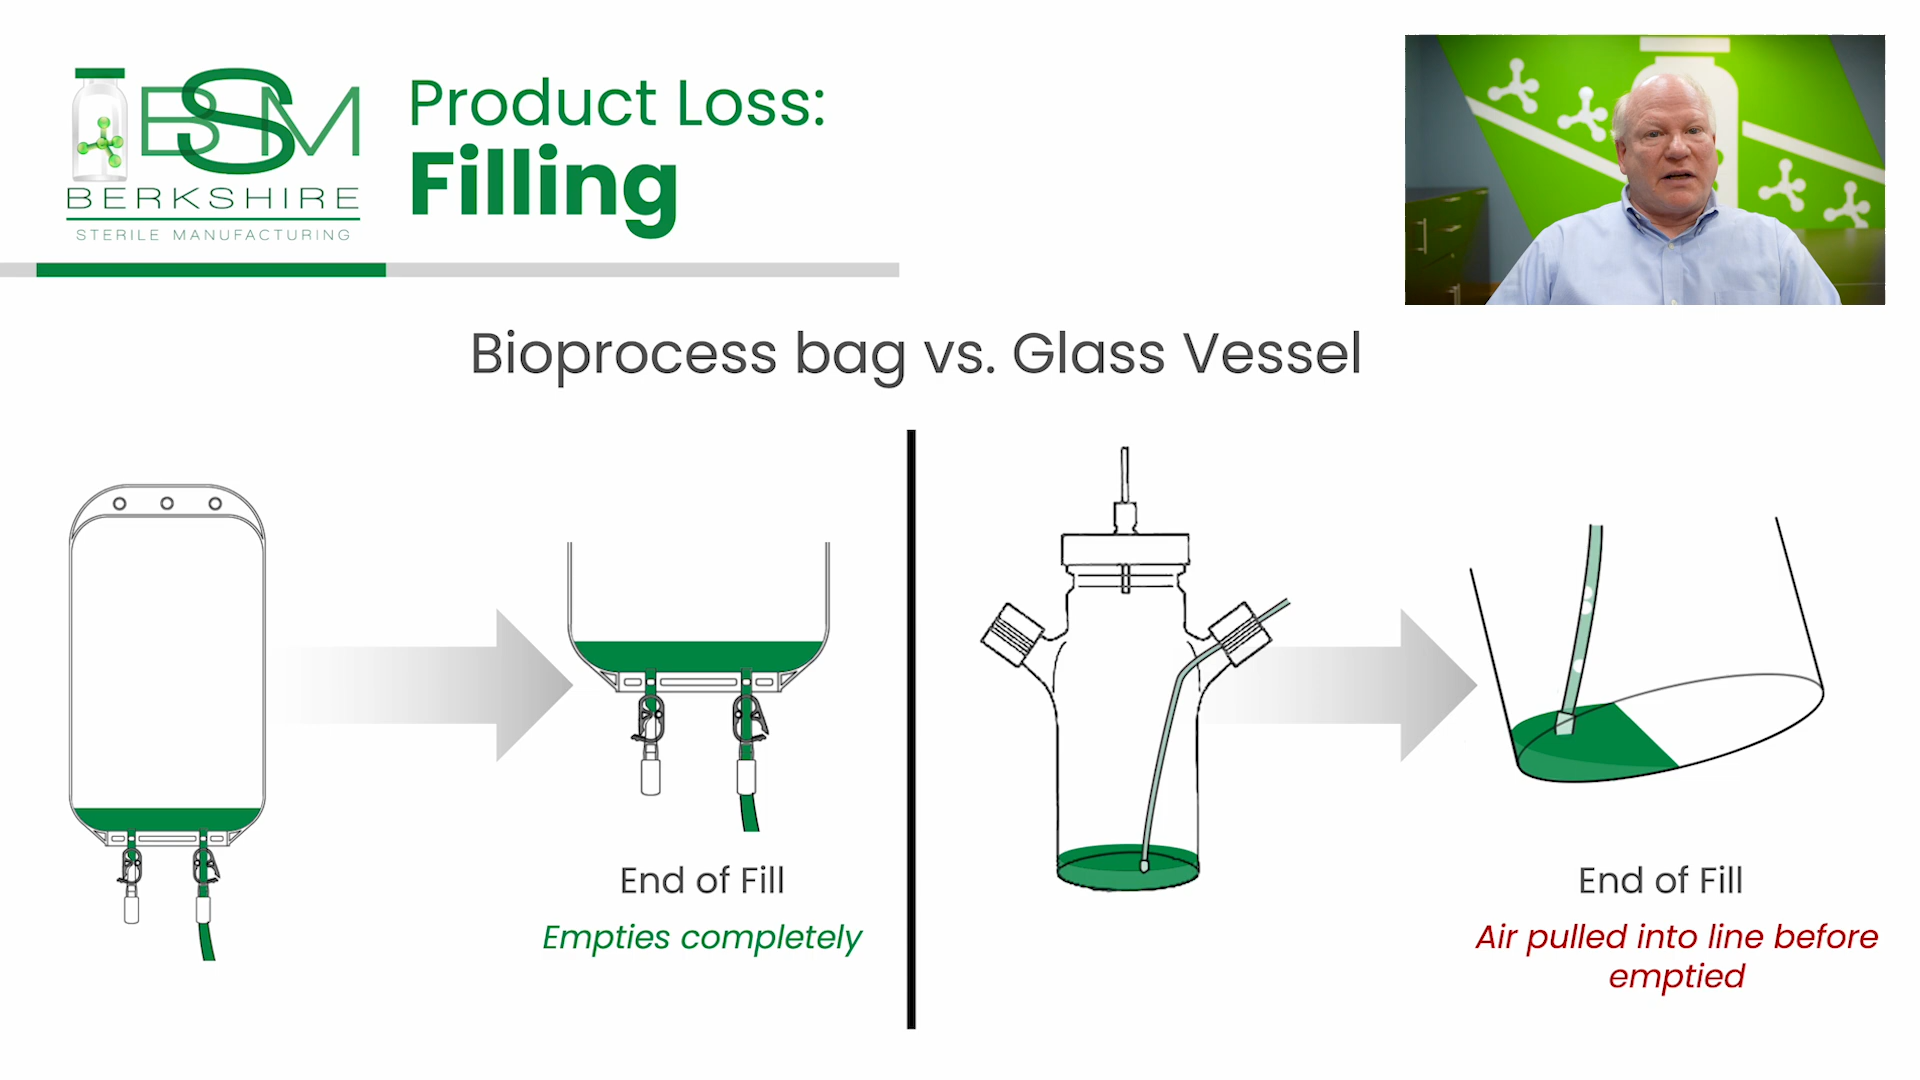 BSM
BERKSHIRE
STERILE MANUFACTURING
Product Loss:
Filling
Bioprocess bag vs. Glass Vessel
End of Fill
Empties completely
End of Fill
Air pulled into line before
emptied